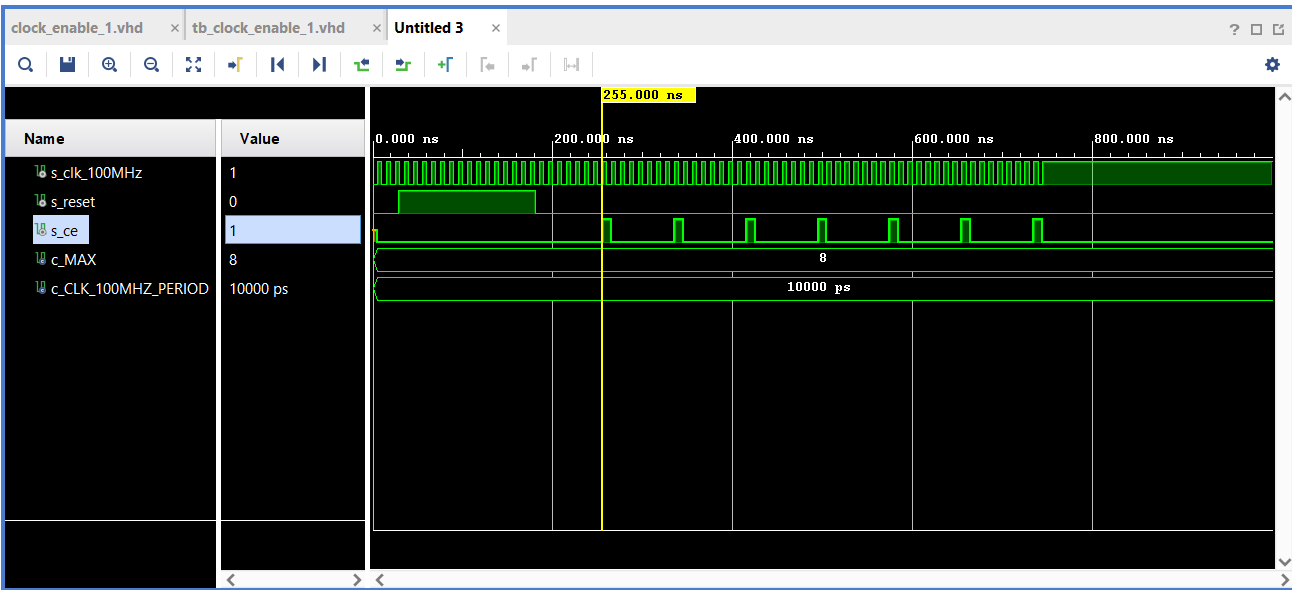 clock_enable_1.vhd × tb_clock_enable_1.vhd × Untitled 3 × ?
255.000 ns
Name Value 0.000 ns 200.000 ns 400.000 ns 600.000 ns 800.000 ns
s_clk_100MHz 1
s_reset 0
s_ce 1
c_MAX 8 8
c_CLK_100MHZ_PERIOD 10000 ps 10000 ps